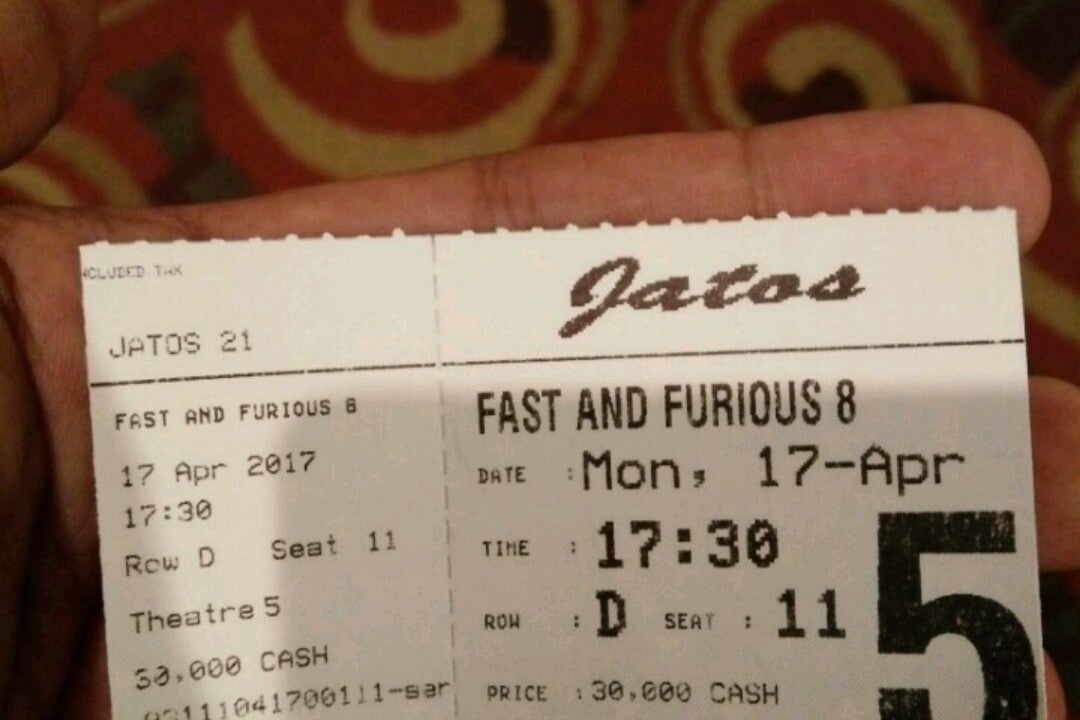 INCLUDED TAX
JATOS 21
FAST AND FURIOUS 8
17 Apr 2017
17:30
Row D Seat 11
Theatre 5
30,000 CASH
Jatos
FAST AND FURIOUS 8
DATE : Mon, 17-Apr
TIME : 17:30
ROW : D SEAT : 11
PRICE : 30,000 CASH
5